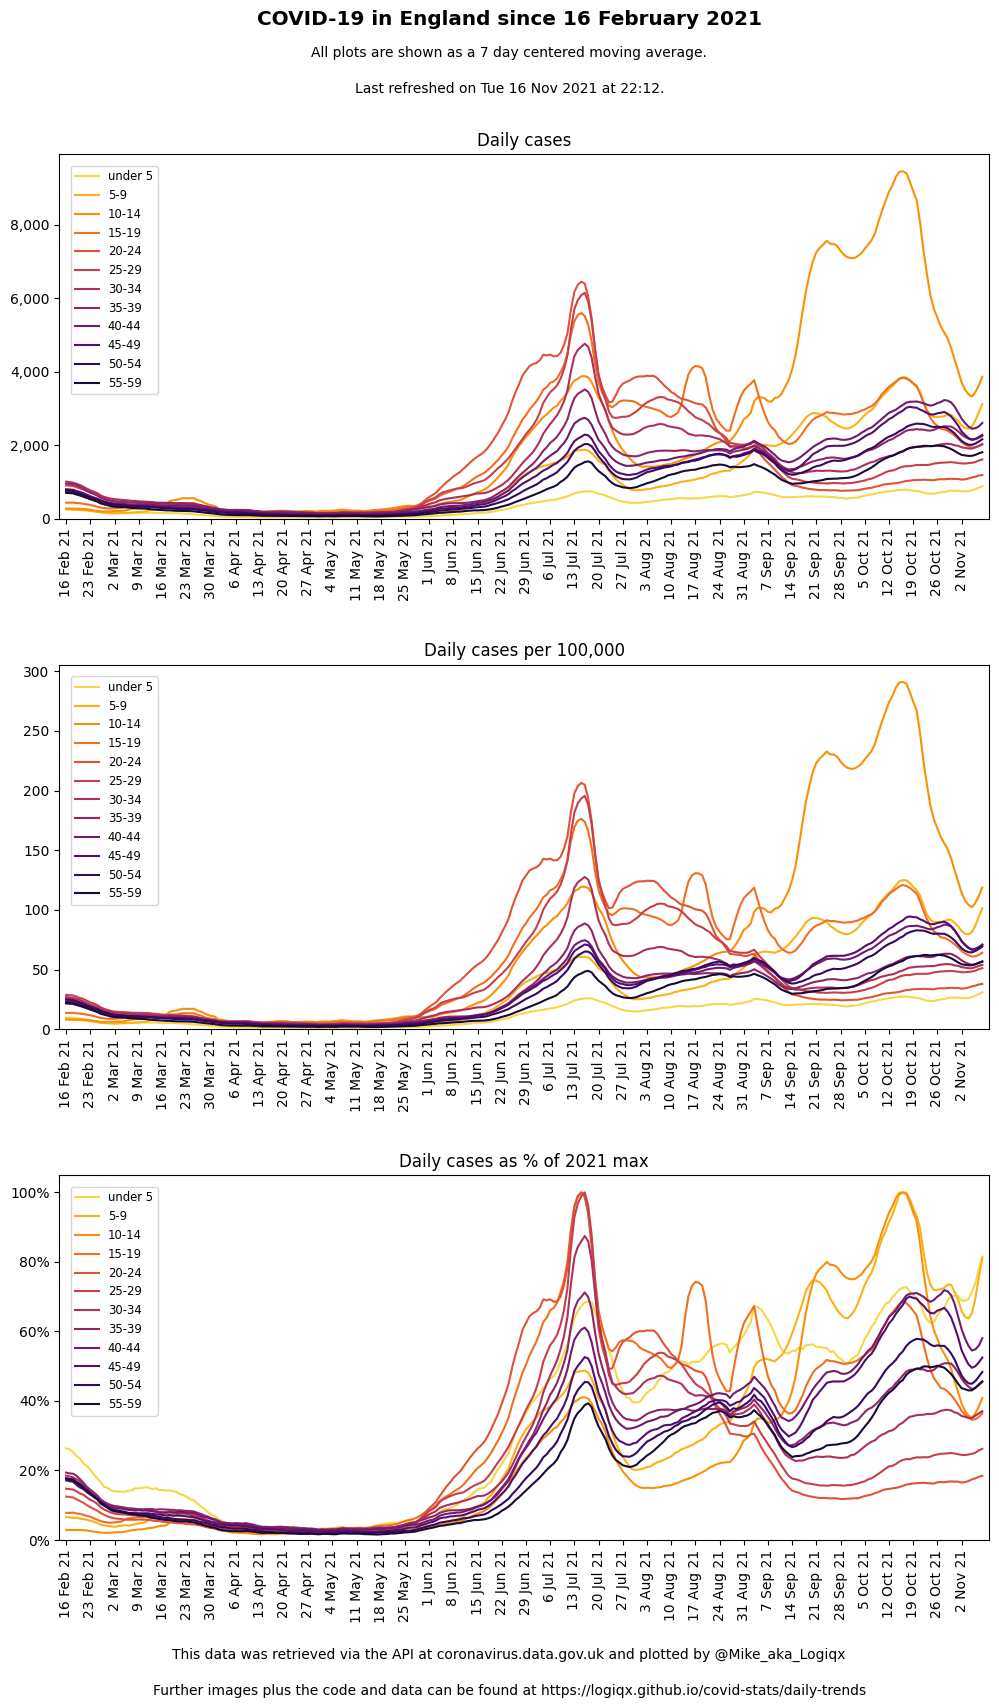 COVID-19 in England since 16 February 2021
All plots are shown as a 7 day centered moving average.
Last refreshed on Tue 16 Nov 2021 at 22:12.
Daily cases
under 5
5-9
10-14
15-19
20-24
25-29
30-34
35-39
40-44
45-49
50-54
55-59
8,000
6,000
4,000
2,000
0
16 Feb 21
23 Feb 21
2 Mar 21
9 Mar 21
16 Mar 21
23 Mar 21
30 Mar 21
6 Apr 21
13 Apr 21
20 Apr 21
27 Apr 21
4 May 21
11 May 21
18 May 21
25 May 21
1 Jun 21
8 Jun 21
15 Jun 21
22 Jun 21
29 Jun 21
6 Jul 21
13 Jul 21
20 Jul 21
27 Jul 21
3 Aug 21
10 Aug 21
17 Aug 21
24 Aug 21
31 Aug 21
7 Sep 21
14 Sep 21
21 Sep 21
28 Sep 21
5 Oct 21
12 Oct 21
19 Oct 21
26 Oct 21
2 Nov 21
Daily cases per 100,000
under 5
5-9
10-14
15-19
20-24
25-29
30-34
35-39
40-44
45-49
50-54
55-59
300
250
200
150
100
50
0
16 Feb 21
23 Feb 21
2 Mar 21
9 Mar 21
16 Mar 21
23 Mar 21
30 Mar 21
6 Apr 21
13 Apr 21
20 Apr 21
27 Apr 21
4 May 21
11 May 21
18 May 21
25 May 21
1 Jun 21
8 Jun 21
15 Jun 21
22 Jun 21
29 Jun 21
6 Jul 21
13 Jul 21
20 Jul 21
27 Jul 21
3 Aug 21
10 Aug 21
17 Aug 21
24 Aug 21
31 Aug 21
7 Sep 21
14 Sep 21
21 Sep 21
28 Sep 21
5 Oct 21
12 Oct 21
19 Oct 21
26 Oct 21
2 Nov 21
Daily cases as % of 2021 max
under 5
5-9
10-14
15-19
20-24
25-29
30-34
35-39
40-44
45-49
50-54
55-59
100%
80%
60%
40%
20%
0%
16 Feb 21
23 Feb 21
2 Mar 21
9 Mar 21
16 Mar 21
23 Mar 21
30 Mar 21
6 Apr 21
13 Apr 21
20 Apr 21
27 Apr 21
4 May 21
11 May 21
18 May 21
25 May 21
1 Jun 21
8 Jun 21
15 Jun 21
22 Jun 21
29 Jun 21
6 Jul 21
13 Jul 21
20 Jul 21
27 Jul 21
3 Aug 21
10 Aug 21
17 Aug 21
24 Aug 21
31 Aug 21
7 Sep 21
14 Sep 21
21 Sep 21
28 Sep 21
5 Oct 21
12 Oct 21
19 Oct 21
26 Oct 21
2 Nov 21
This data was retrieved via the API at coronavirus.data.gov.uk and plotted by @Mike_aka_Logiqx
Further images plus the code and data can be found at https://logiqx.github.io/covid-stats/daily-trends